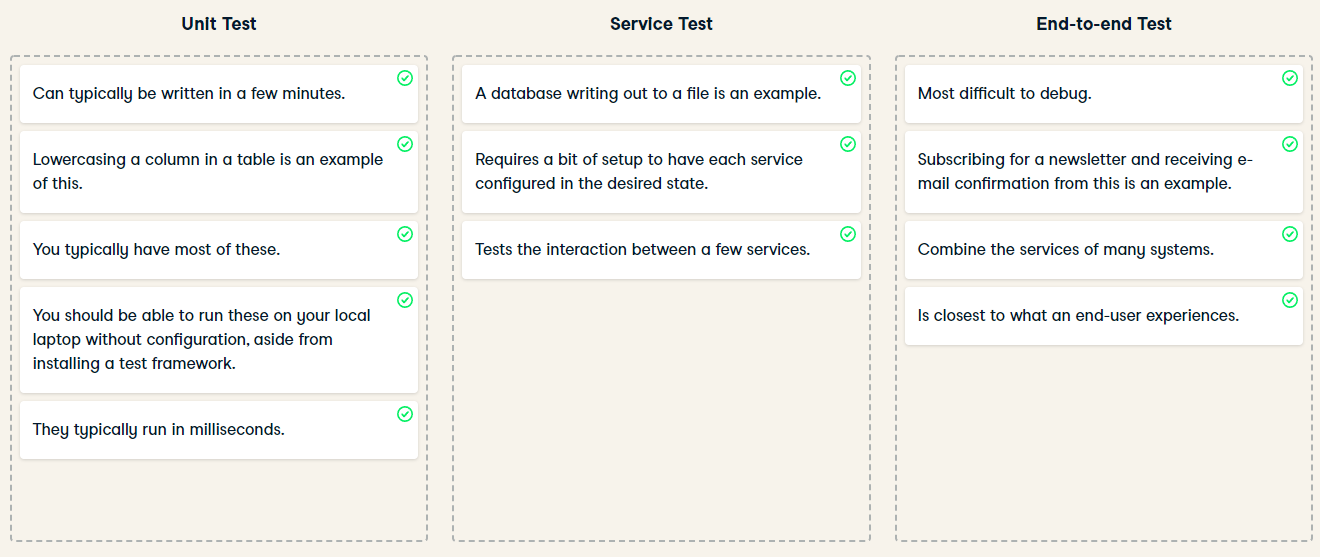 Unit Test
Can typically be written in a few minutes.
Lowercasing a column in a table is an example
of this.
You typically have most of these.
You should be able to run these on your local
laptop without configuration, aside from
installing a test framework.
They typically run in milliseconds.
Service Test
A database writing out to a file is an example.
Requires a bit of setup to have each service
configured in the desired state.
Tests the interaction between a few services.
End-to-end Test
Most difficult to debug.
Subscribing for a newsletter and receiving e-
mail confirmation from this is an example.
Combine the services of many systems.
Is closest to what an end-user experiences.